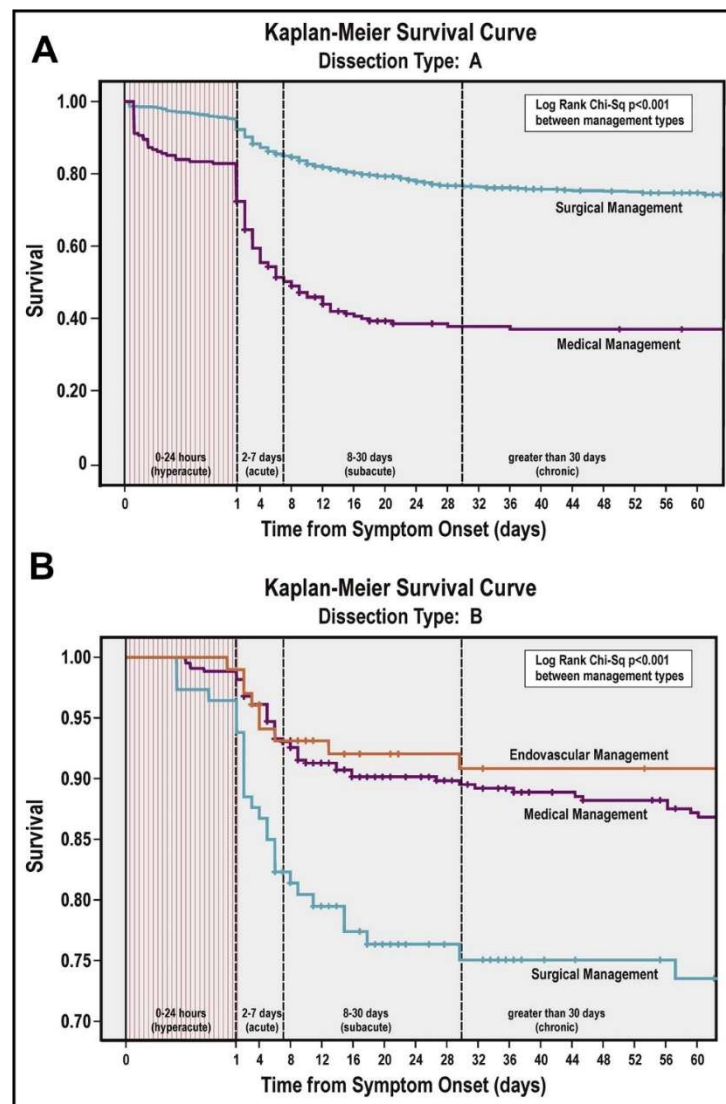 A
Kaplan-Meier Survival Curve
Dissection Type: A
1.00
0.80
0.60
0.40
0.20
0
Survival
Log Rank Chi-Sq p<0.001
between management types
Surgical Management
Medical Management
0-24 hours
(hyperacute)
2-7 days
(acute)
8-30 days
(subacute)
greater than 30 days
(chronic)
0 1 4 8 12 16 20 24 28 32 36 40 44 48 52 56 60
Time from Symptom Onset (days)
B
Kaplan-Meier Survival Curve
Dissection Type: B
1.00
0.95
0.90
0.85
0.80
0.75
0.70
Survival
Log Rank Chi-Sq p<0.001
between management types
Endovascular Management
Medical Management
Surgical Management
0-24 hours
(hyperacute)
2-7 days
(acute)
8-30 days
(subacute)
greater than 30 days
(chronic)
0 1 4 8 12 16 20 24 28 32 36 40 44 48 52 56 60
Time from Symptom Onset (days)